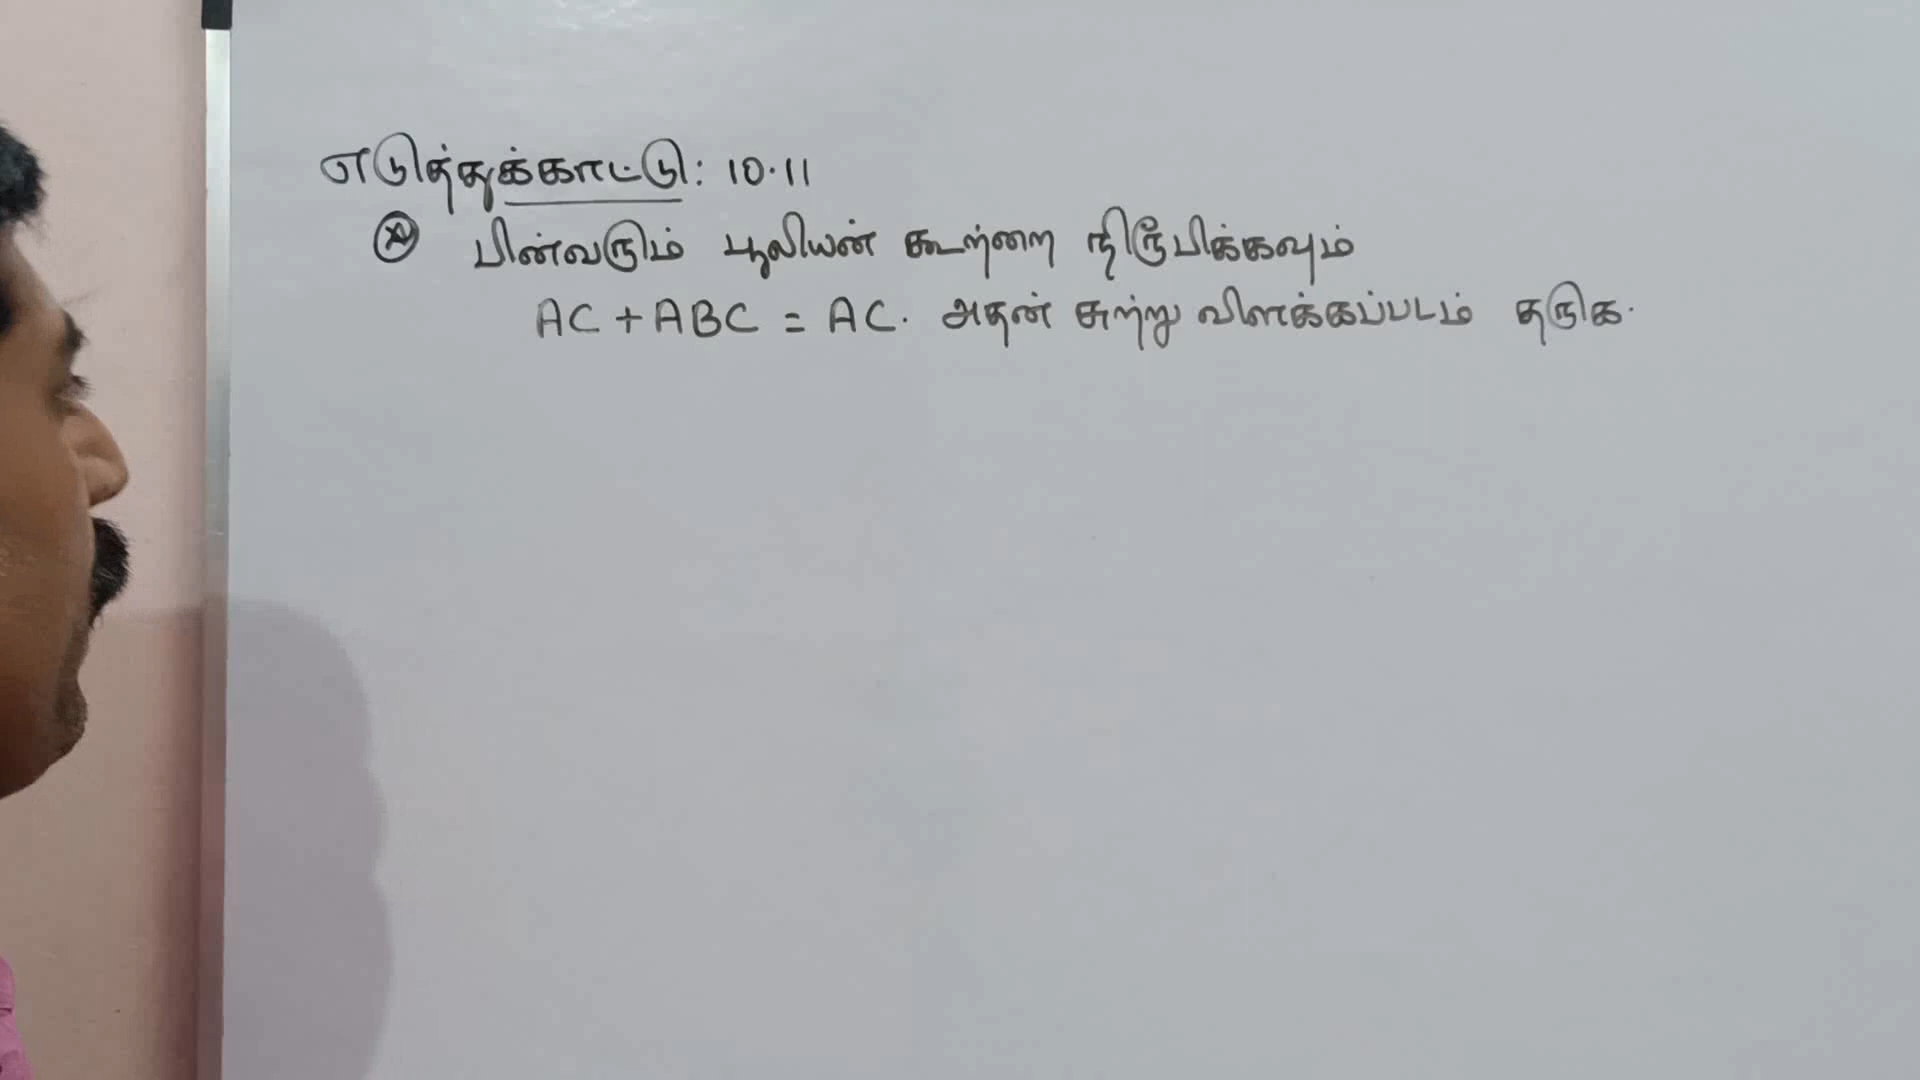 எடுத்துக்காட்டு: 10.11
பின்வரும் பூலியன் கூற்றை நிரூபிக்கவும்
AC + ABC = AC. அதன் சுற்று விளக்கப்படம் தருக.